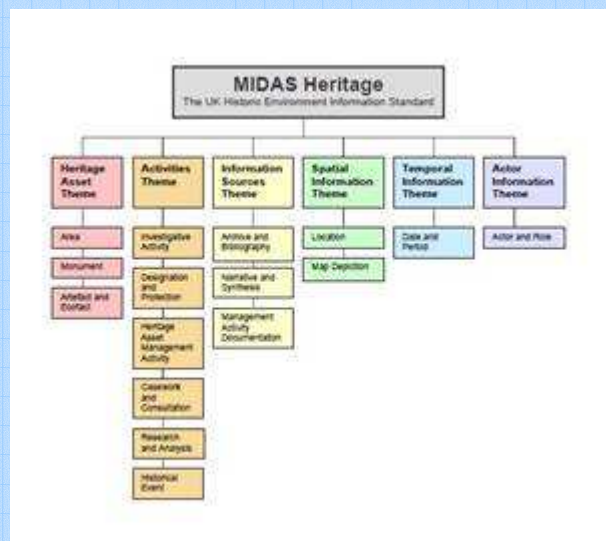 MIDAS Heritage
The UK Historic Environment Information Standard
Heritage
Asset
Theme
Area
Monument
Artefact and
Ecofact
Activities
Theme
Investigative
Activity
Designation
and
Protection
Heritage
Asset
Management
Activity
Casework
and
Consultation
Research
and Analysis
Historical
Event
Information
Sources
Theme
Archive and
Bibliography
Narrative and
Synthesis
Management
Activity
Documentation
Spatial
Information
Theme
Location
Map Depiction
Temporal
Information
Theme
Date and
Period
Actor
Information
Theme
Actor and Role